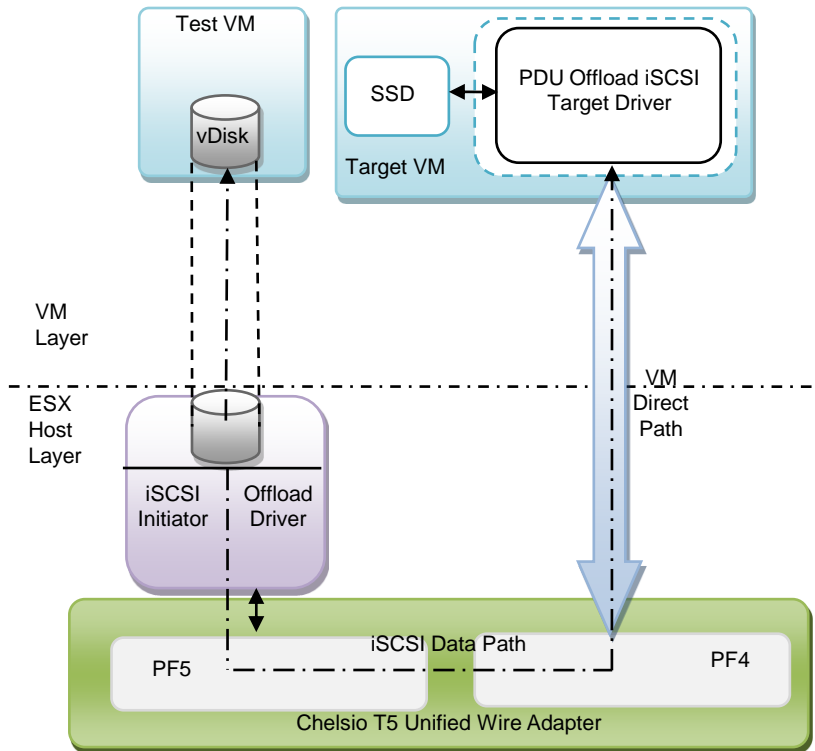 Test VM
vDisk
SSD
PDU Offload iSCSI
Target Driver
Target VM
VM
Layer
VM
Direct
Path
ESX
Host
Layer
iSCSI
Initiator
Offload
Driver
iSCSI Data Path
PF5
PF4
Chelsio T5 Unified Wire Adapter